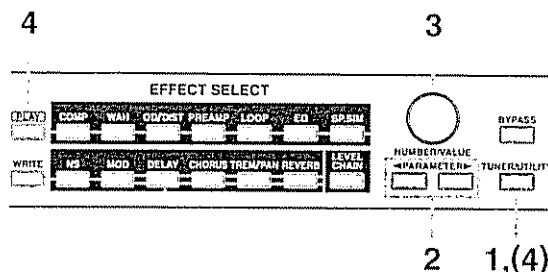 4 3
EFFECT SELECT
PLAY COMP WAH OD/DIST PREAMP LOOP EQ SP.SIM BYPASS
NUMBER/VALUE
WRITE NS MOD DELAY CHORUS TREM/PAN REVERB LEVEL CHAIN ◀PARAMETER▶ TUNER/UTILITY
2 1,(4)